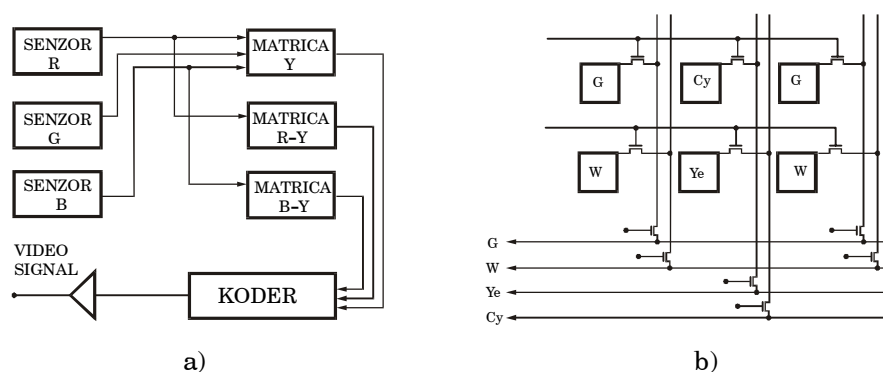 SENZOR
R
MATRICA
Y
SENZOR
G
MATRICA
R-Y
SENZOR
B
MATRICA
B-Y
VIDEO
SIGNAL
KODER
a)
G
Cy
G
W
Ye
W
G
W
Ye
Cy
b)